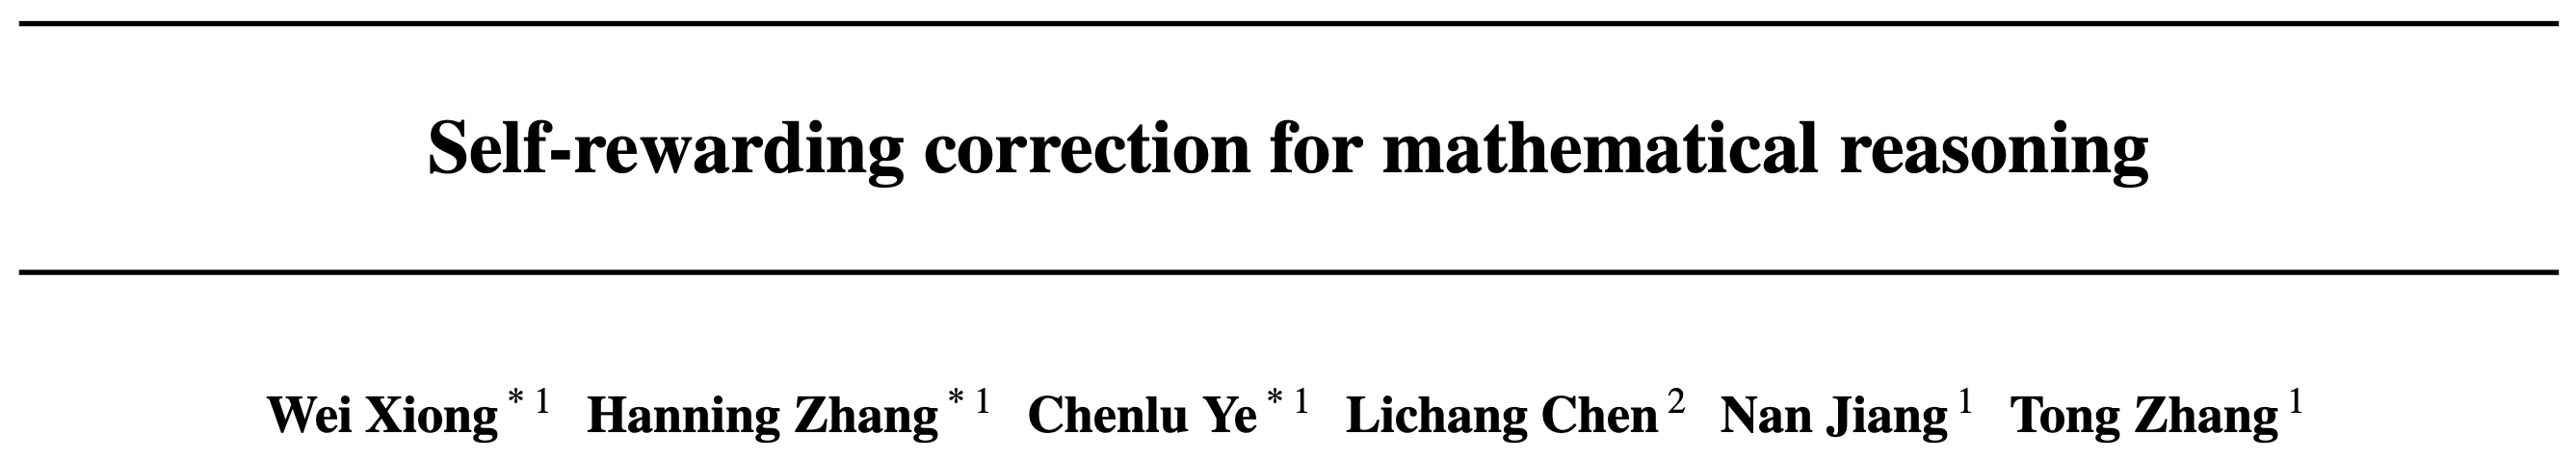 Self-rewarding correction for mathematical reasoning
Wei Xiong * 1 Hanning Zhang * 1 Chenlu Ye * 1 Lichang Chen 2 Nan Jiang 1 Tong Zhang 1